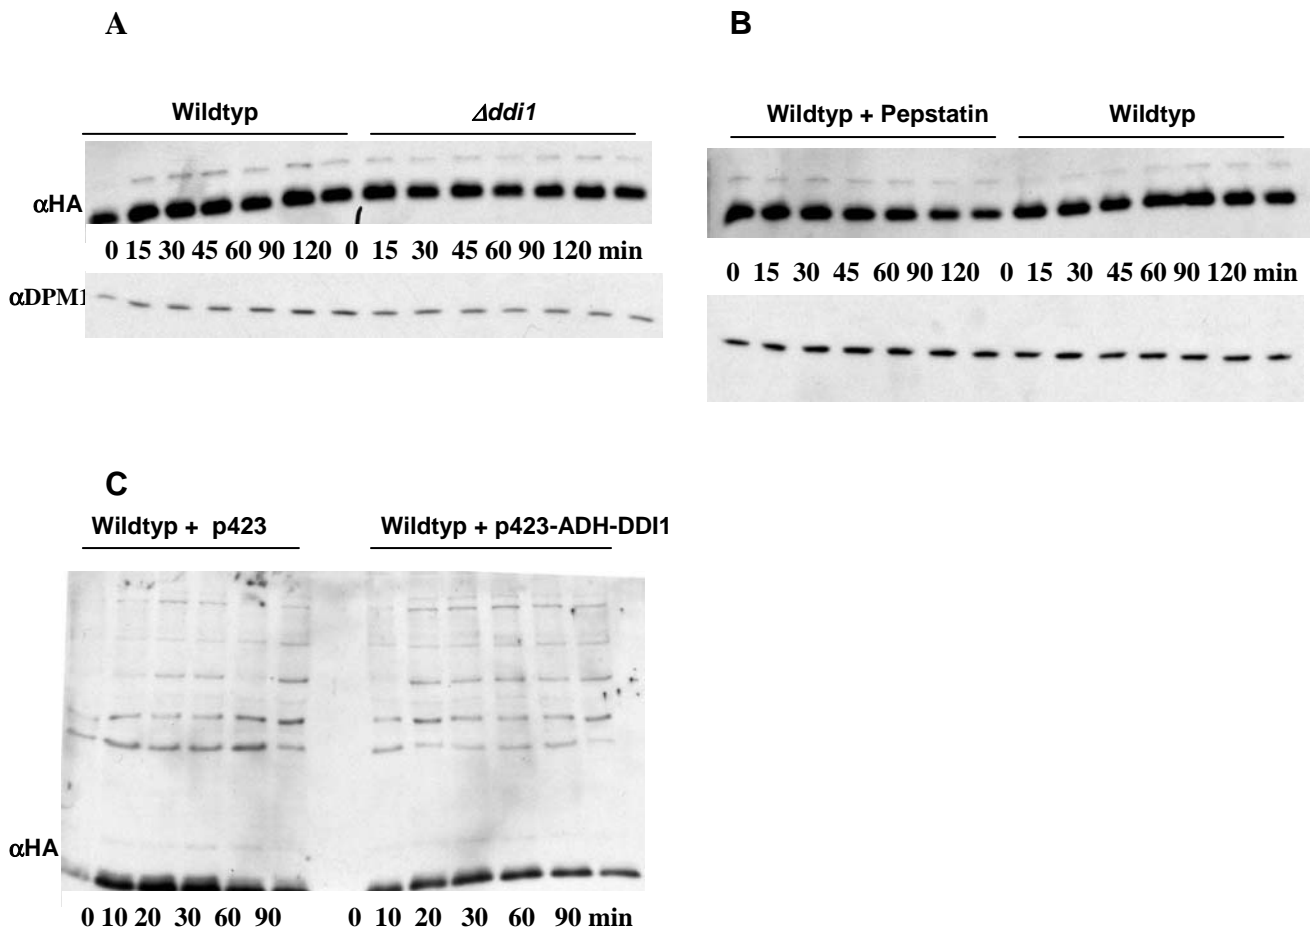 A
Wildtyp Δddi1
αHA
0 15 30 45 60 90 120 0 15 30 45 60 90 120 min
αDPM1
B
Wildtyp + Pepstatin Wildtyp
0 15 30 45 60 90 120 0 15 30 45 60 90 120 min
C
Wildtyp + p423 Wildtyp + p423-ADH-DDI1
αHA
0 10 20 30 60 90 0 10 20 30 60 90 min